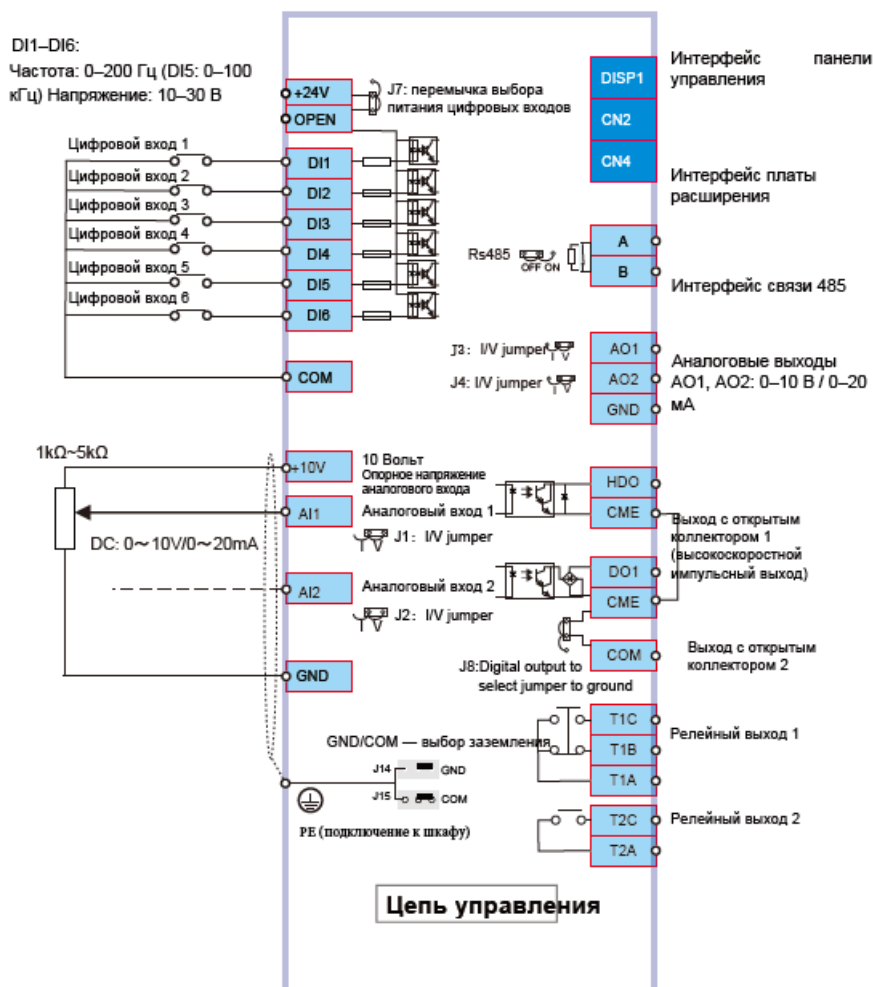 DI1–DI6:
Частота: 0–200 Гц (DI5: 0–100
кГц) Напряжение: 10–30 В
+24V
OPEN
J7: перемычка выбора
питания цифровых входов
Цифровой вход 1
DI1
Цифровой вход 2
DI2
Цифровой вход 3
DI3
Цифровой вход 4
DI4
Цифровой вход 5
DI5
Цифровой вход 6
DI6
COM
DISP1
CN2
CN4
Интерфейс панели
управления
Интерфейс платы
расширения
Rs485
OFF ON
A
B
Интерфейс связи 485
J3: I/V jumper
I V
J4: I/V jumper
I V
AO1
AO2
GND
Аналоговые выходы
AO1, AO2: 0–10 В / 0–20
мА
1kΩ~5kΩ
+10V
10 Вольт
Опорное напряжение
аналогового входа
AI1
Аналоговый вход 1
I V
J1: I/V jumper
DC: 0~10V/0~20mA
AI2
Аналоговый вход 2
I V
J2: I/V jumper
GND
HDO
CME
Выход с открытым
коллектором 1
(высокоскоростной
импульсный выход)
DO1
CME
COM
J8:Digital output to
select jumper to ground
Выход с открытым
коллектором 2
T1C
T1B
T1A
Релейный выход 1
GND/COM — выбор заземления
J14
GND
J15
COM
PE (подключение к шкафу)
T2C
T2A
Релейный выход 2
Цепь управления